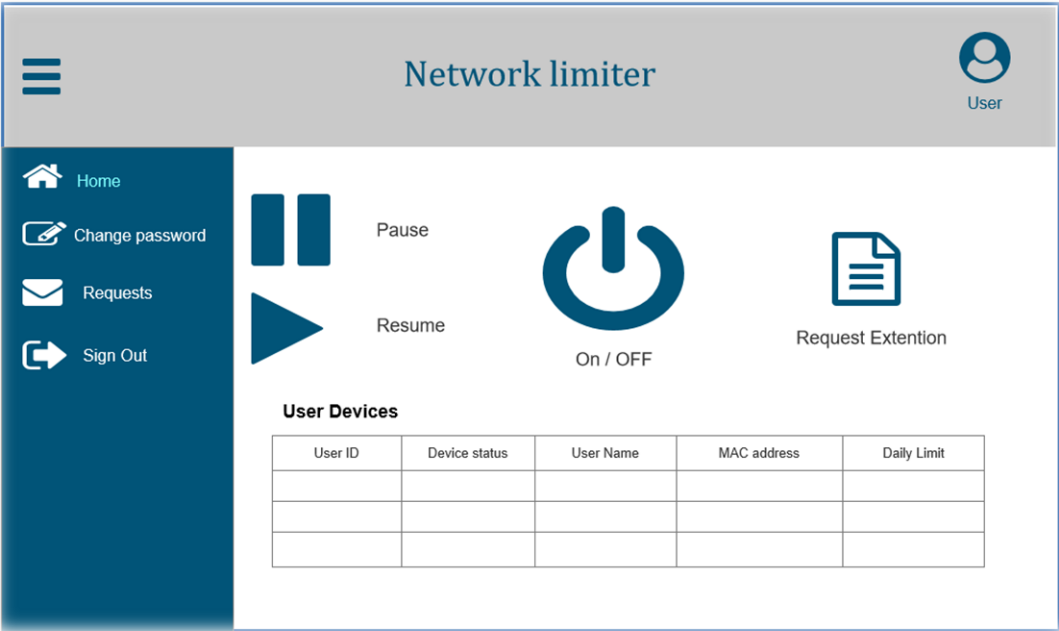 Network limiter
User
Home
Change password
Requests
Sign Out
Pause
Resume
On / OFF
Request Extention
User Devices
User ID Device status User Name MAC address Daily Limit